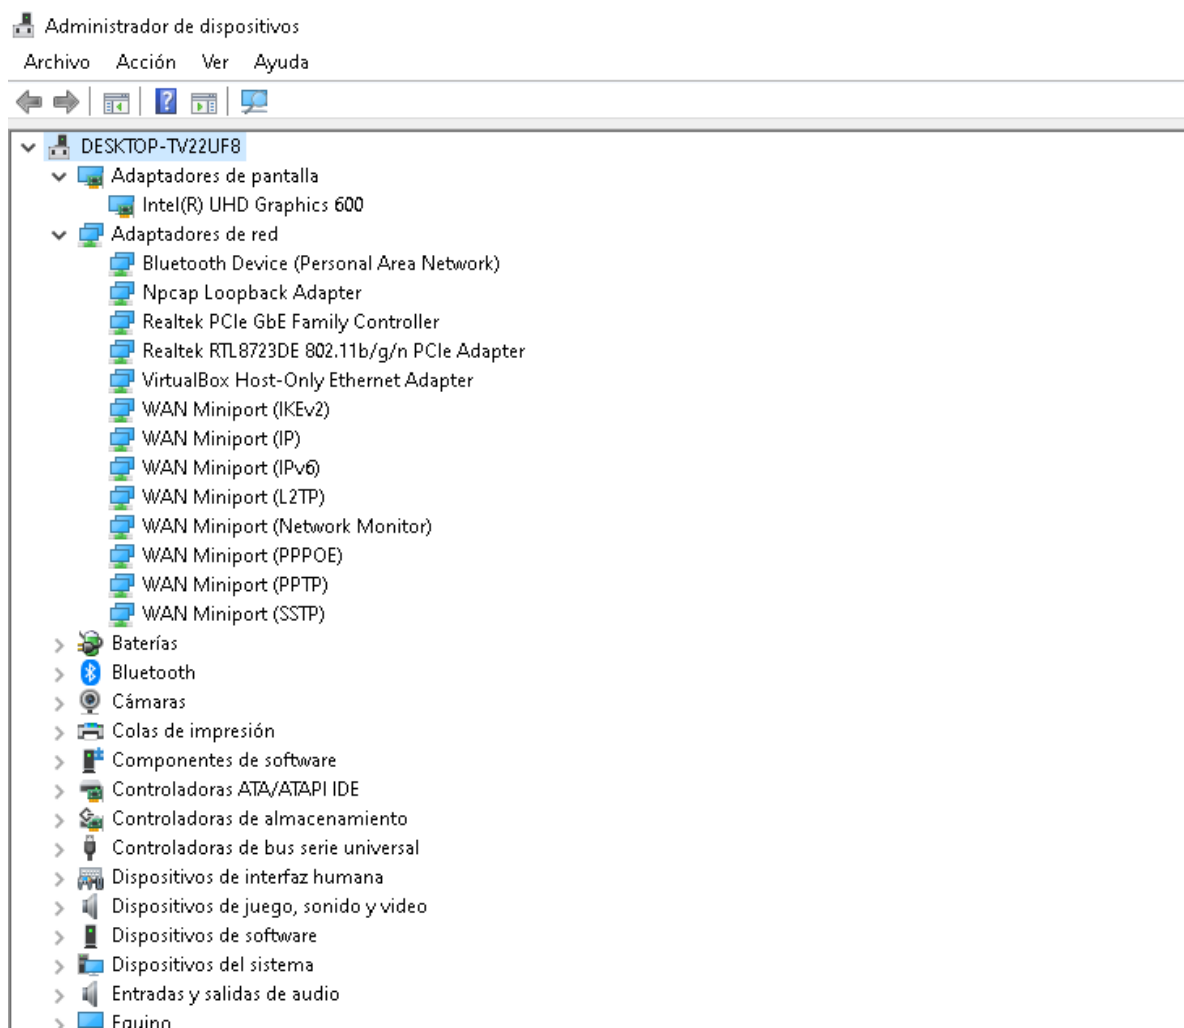 Administrador de dispositivos
Archivo Acción Ver Ayuda
DESKTOP-TV22UF8
Adaptadores de pantalla
Intel(R) UHD Graphics 600
Adaptadores de red
Bluetooth Device (Personal Area Network)
Npcap Loopback Adapter
Realtek PCIe GbE Family Controller
Realtek RTL8723DE 802.11b/g/n PCIe Adapter
VirtualBox Host-Only Ethernet Adapter
WAN Miniport (IKEv2)
WAN Miniport (IP)
WAN Miniport (IPv6)
WAN Miniport (L2TP)
WAN Miniport (Network Monitor)
WAN Miniport (PPPOE)
WAN Miniport (PPTP)
WAN Miniport (SSTP)
Baterías
Bluetooth
Cámaras
Colas de impresión
Componentes de software
Controladoras ATA/ATAPI IDE
Controladoras de almacenamiento
Controladoras de bus serie universal
Dispositivos de interfaz humana
Dispositivos de juego, sonido y video
Dispositivos de software
Dispositivos del sistema
Entradas y salidas de audio
Equipo